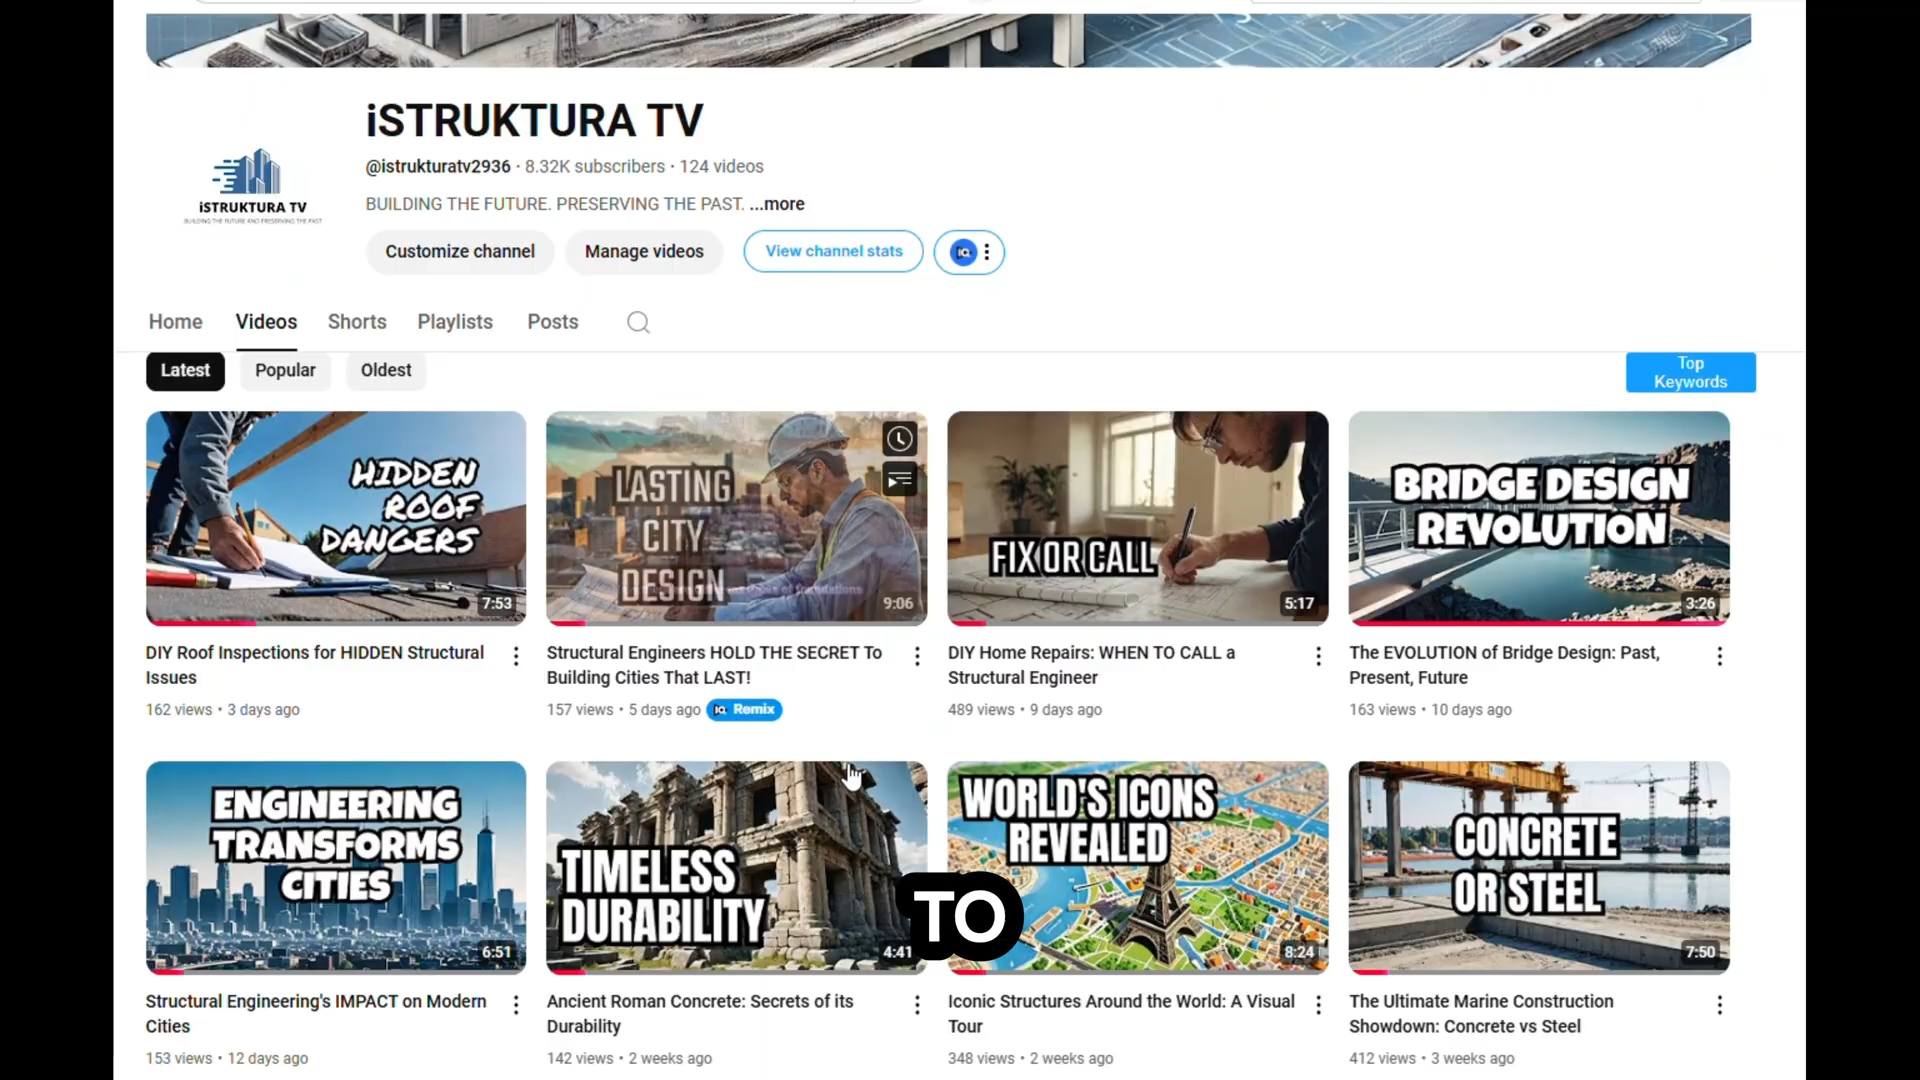 iSTRUKTURA TV
@istrukturatv2936 · 8.32K subscribers · 124 videos
iSTRUKTURA TV
BUILDING THE FUTURE AND PRESERVING THE PAST
BUILDING THE FUTURE. PRESERVING THE PAST. ...more
Customize channel
Manage videos
View channel stats
Home
Videos
Shorts
Playlists
Posts
Latest
Popular
Oldest
Top
Keywords
HIDDEN
ROOF
DANGERS
7:53
LASTING
CITY
DESIGN
9:06
FIX OR CALL
5:17
BRIDGE DESIGN
REVOLUTION
3:26
DIY Roof Inspections for HIDDEN Structural
Issues
162 views • 3 days ago
Structural Engineers HOLD THE SECRET To
Building Cities That LAST!
157 views • 5 days ago
Remix
DIY Home Repairs: WHEN TO CALL a
Structural Engineer
489 views • 9 days ago
The EVOLUTION of Bridge Design: Past,
Present, Future
163 views • 10 days ago
ENGINEERING
TRANSFORMS
CITIES
6:51
TIMELESS
DURABILITY
4:41
TO
WORLD'S ICONS
REVEALED
8:24
CONCRETE
OR STEEL
7:50
Structural Engineering's IMPACT on Modern
Cities
153 views • 12 days ago
Ancient Roman Concrete: Secrets of its
Durability
142 views • 2 weeks ago
Iconic Structures Around the World: A Visual
Tour
348 views • 2 weeks ago
The Ultimate Marine Construction
Showdown: Concrete vs Steel
412 views • 3 weeks ago